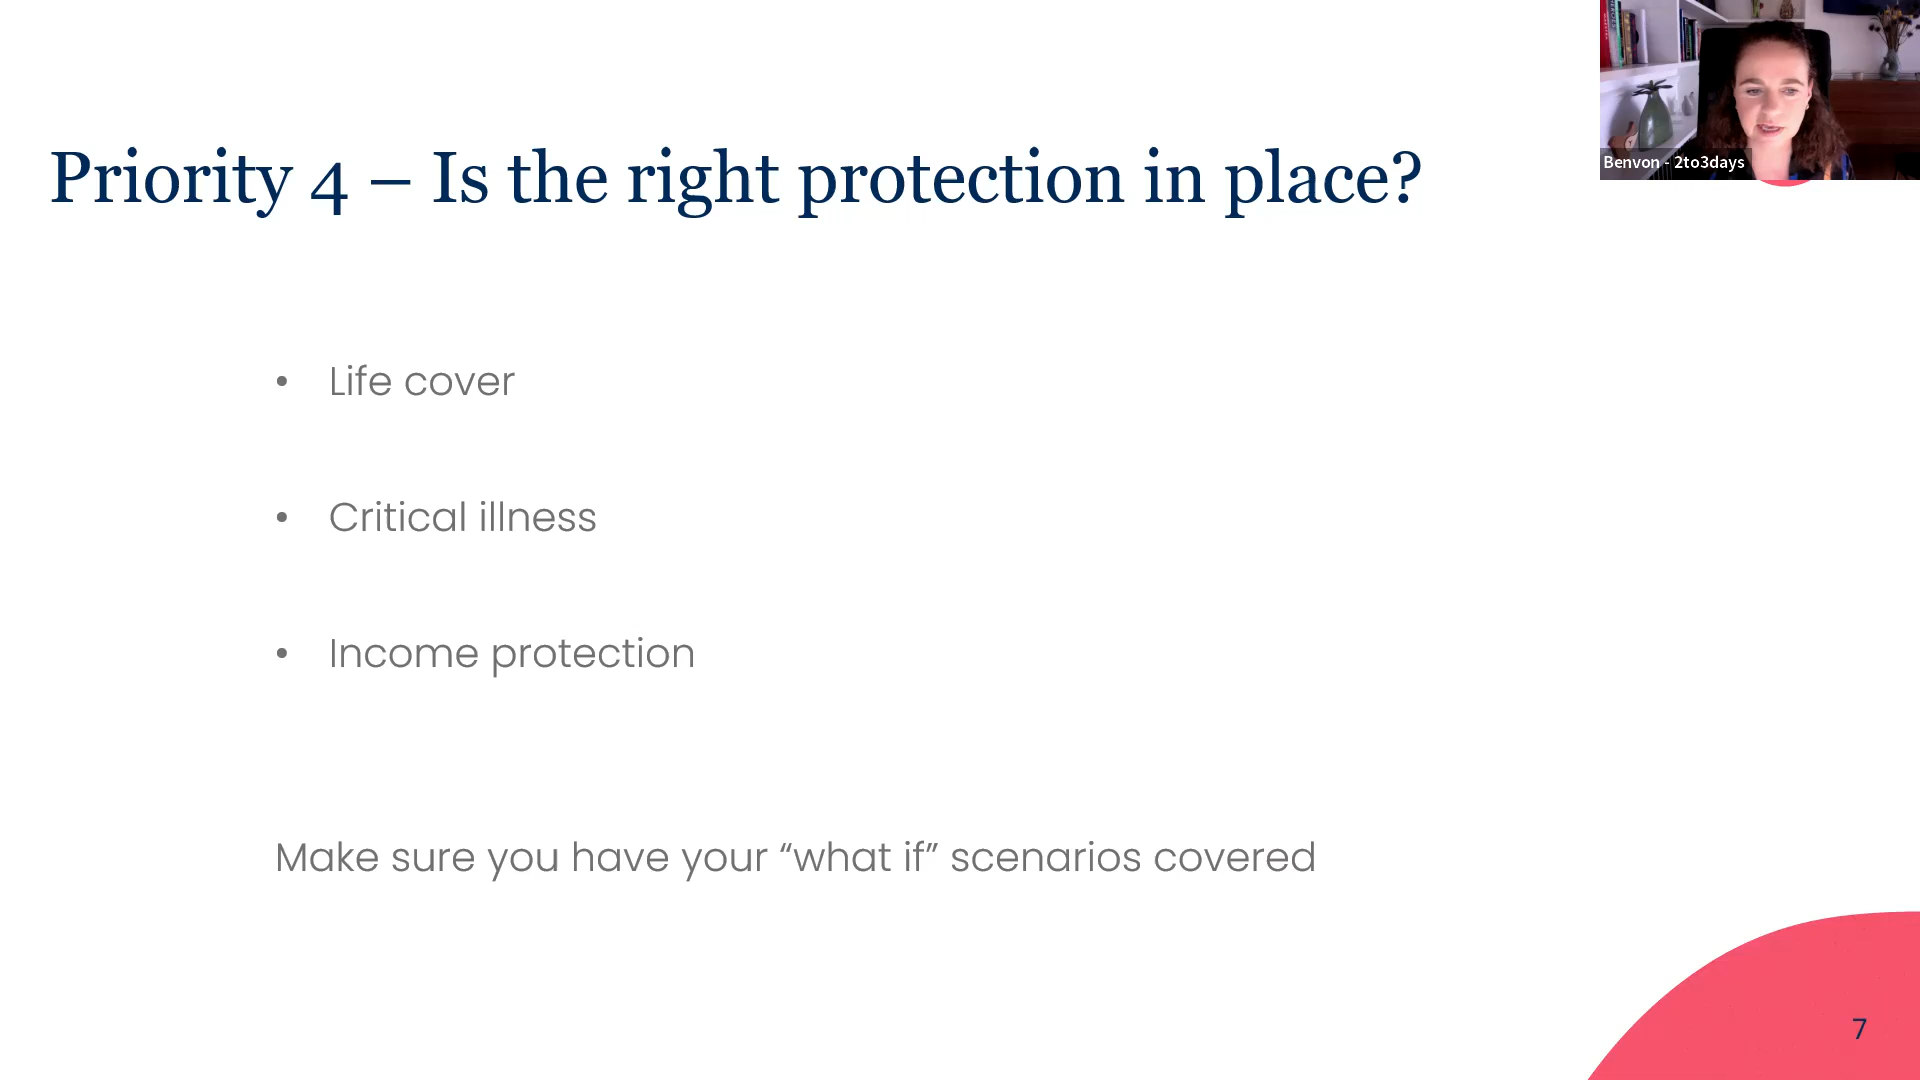 Priority 4 – Is the right protection in place?
Benvon - 2to3days
• Life cover
• Critical illness
• Income protection
Make sure you have your “what if” scenarios covered
7